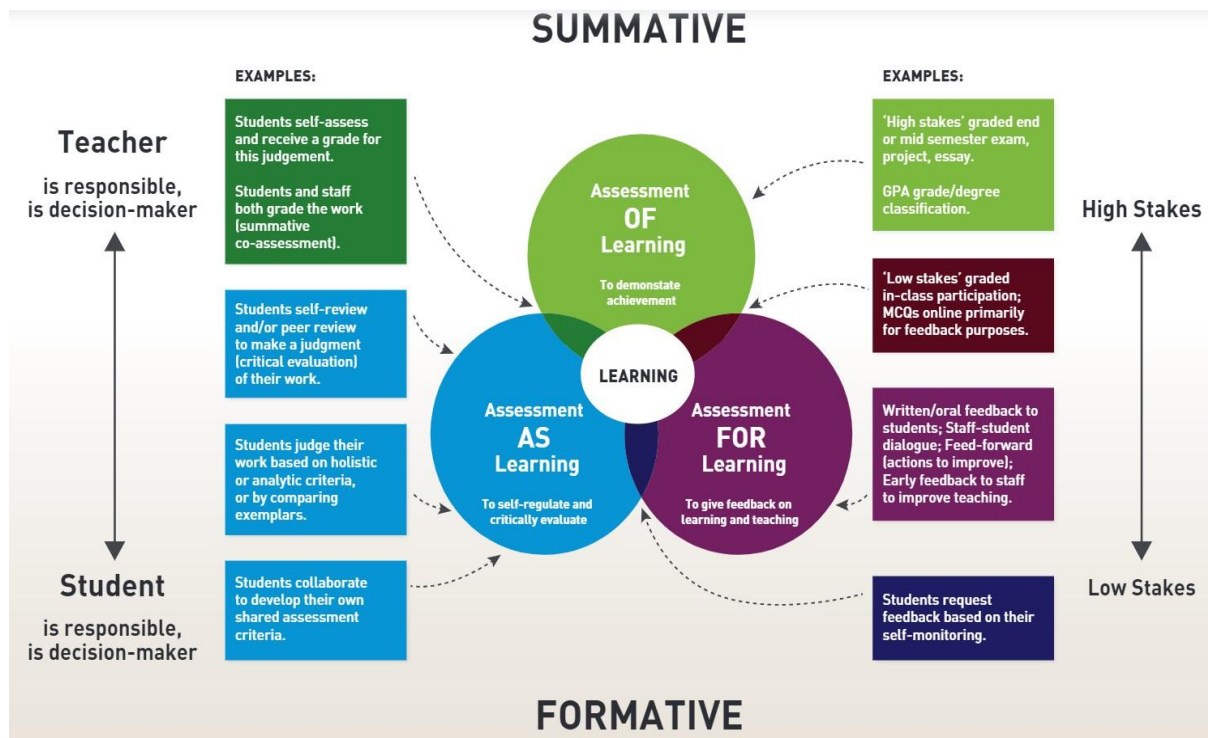 SUMMATIVE
Teacher
is responsible,
is decision-maker
Student
is responsible,
is decision-maker
EXAMPLES:
Students self-assess
and receive a grade for
this judgement.
Students and staff
both grade the work
(summative
co-assessment).
Students self-review
and/or peer review
to make a judgment
(critical evaluation)
of their work.
Students judge their
work based on holistic
or analytic criteria,
or by comparing
exemplars.
Students collaborate
to develop their own
shared assessment
criteria.
Assessment
OF
Learning
To demonstate
achievement
LEARNING
Assessment
AS
Learning
To self-regulate and
critically evaluate
Assessment
FOR
Learning
To give feedback on
learning and teaching
EXAMPLES:
‘High stakes’ graded end
or mid semester exam,
project, essay.
GPA grade/degree
classification.
‘Low stakes’ graded
in-class participation;
MCQs online primarily
for feedback purposes.
Written/oral feedback to
students; Staff-student
dialogue; Feed-forward
(actions to improve);
Early feedback to staff
to improve teaching.
Students request
feedback based on their
self-monitoring.
High Stakes
Low Stakes
FORMATIVE